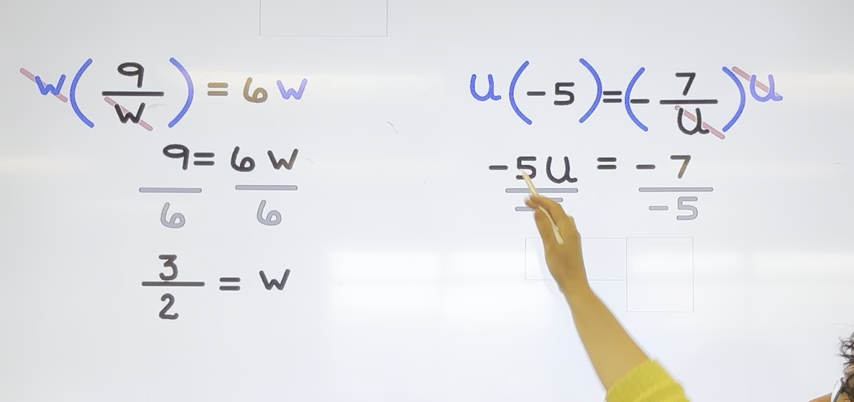 w(9/w) = 6w
9 = 6w
6 6
3/2 = w
u(-5)=(-7/u)u
-5u = -7
- -5